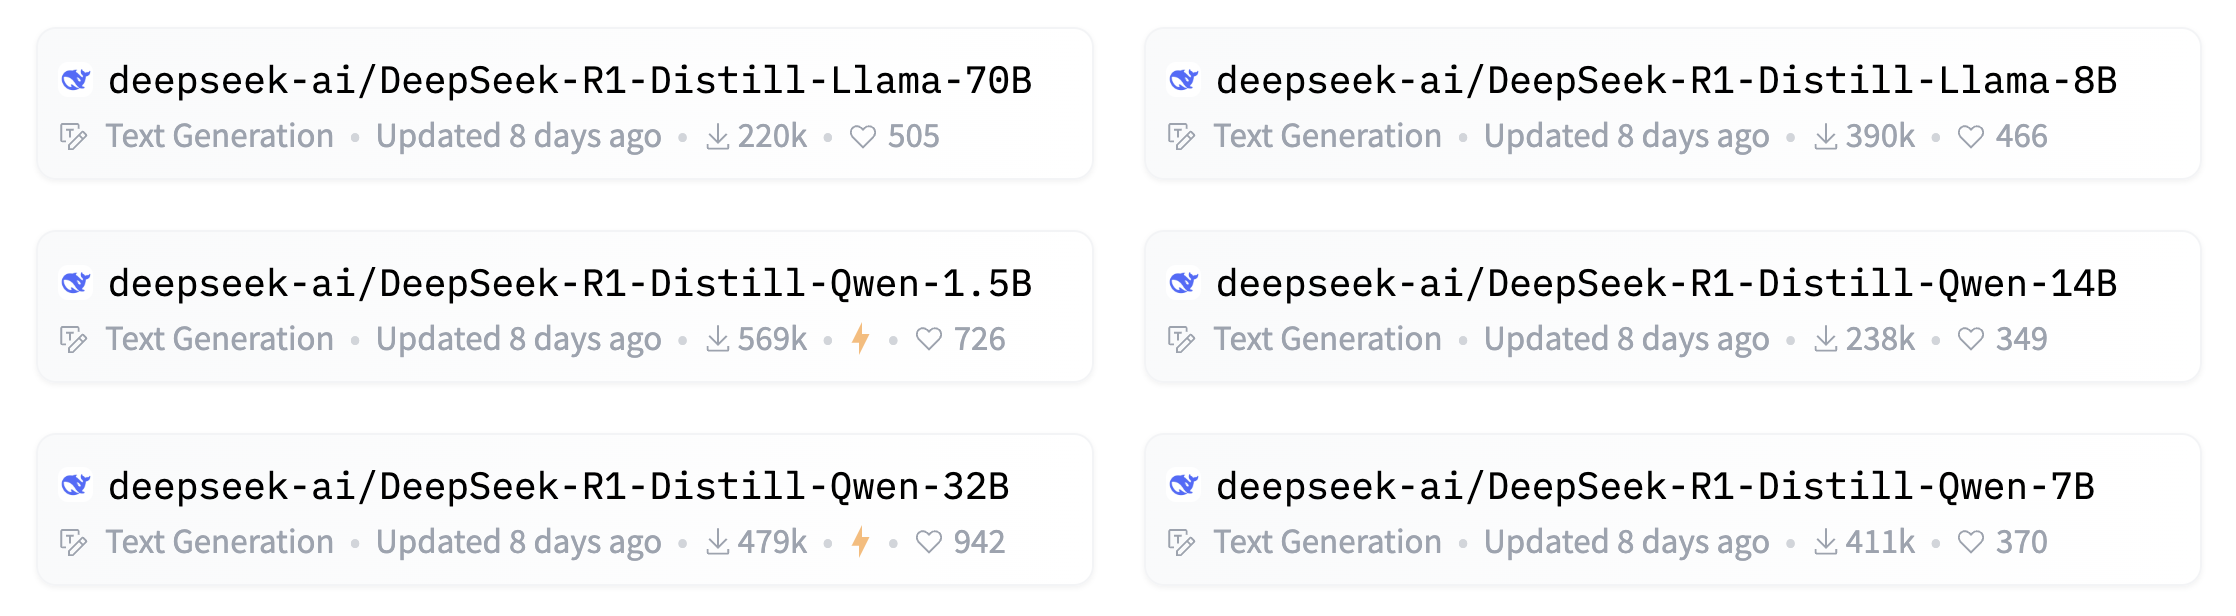 deepseek-ai/DeepSeek-R1-Distill-Llama-70B
Text Generation • Updated 8 days ago • 220k • 505
deepseek-ai/DeepSeek-R1-Distill-Llama-8B
Text Generation • Updated 8 days ago • 390k • 466
deepseek-ai/DeepSeek-R1-Distill-Qwen-1.5B
Text Generation • Updated 8 days ago • 569k • • 726
deepseek-ai/DeepSeek-R1-Distill-Qwen-14B
Text Generation • Updated 8 days ago • 238k • 349
deepseek-ai/DeepSeek-R1-Distill-Qwen-32B
Text Generation • Updated 8 days ago • 479k • • 942
deepseek-ai/DeepSeek-R1-Distill-Qwen-7B
Text Generation • Updated 8 days ago • 411k • 370